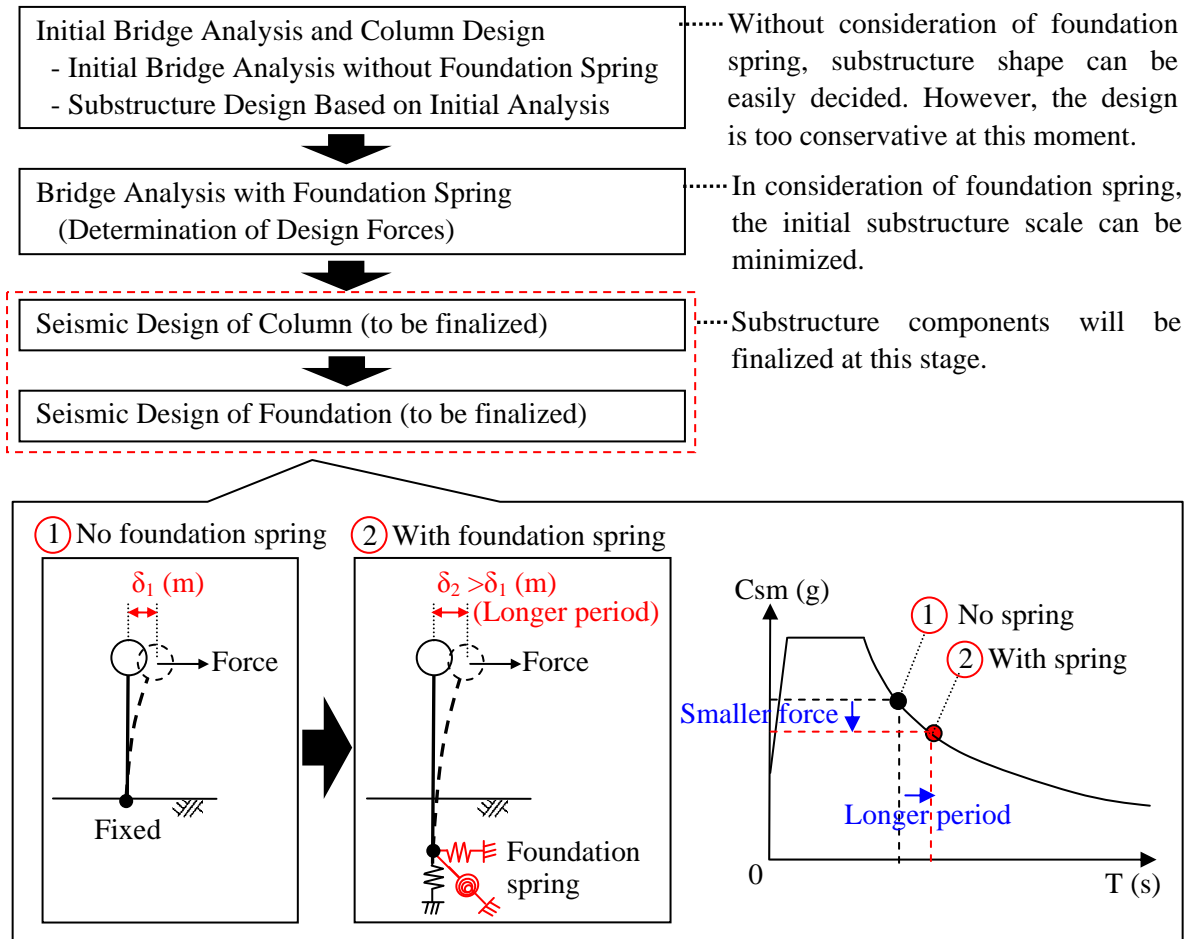 Initial Bridge Analysis and Column Design
- Initial Bridge Analysis without Foundation Spring
- Substructure Design Based on Initial Analysis
Without consideration of foundation
spring, substructure shape can be
easily decided. However, the design
is too conservative at this moment.
Bridge Analysis with Foundation Spring
(Determination of Design Forces)
In consideration of foundation spring,
the initial substructure scale can be
minimized.
Seismic Design of Column (to be finalized)
Substructure components will be
finalized at this stage.
Seismic Design of Foundation (to be finalized)
1 No foundation spring
δ1 (m)
Force
Fixed
2 With foundation spring
δ2 >δ1 (m)
(Longer period)
Force
Foundation
spring
Csm (g)
1 No spring
2 With spring
Smaller force
Longer period
0
T (s)